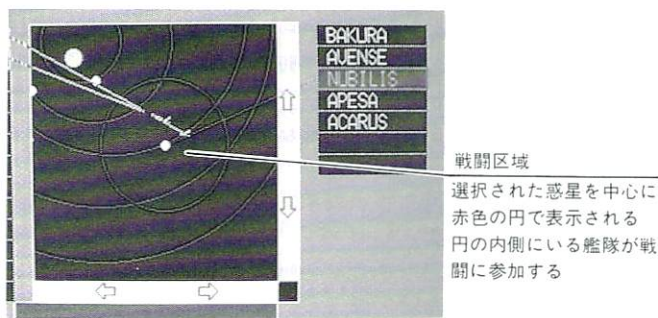 BAKURA
AVENSE
NUBILIS
APESA
ACARUS
戦闘区域
選択された惑星を中心に
赤色の円で表示される
円の内側にいる艦隊が戦
闘に参加する